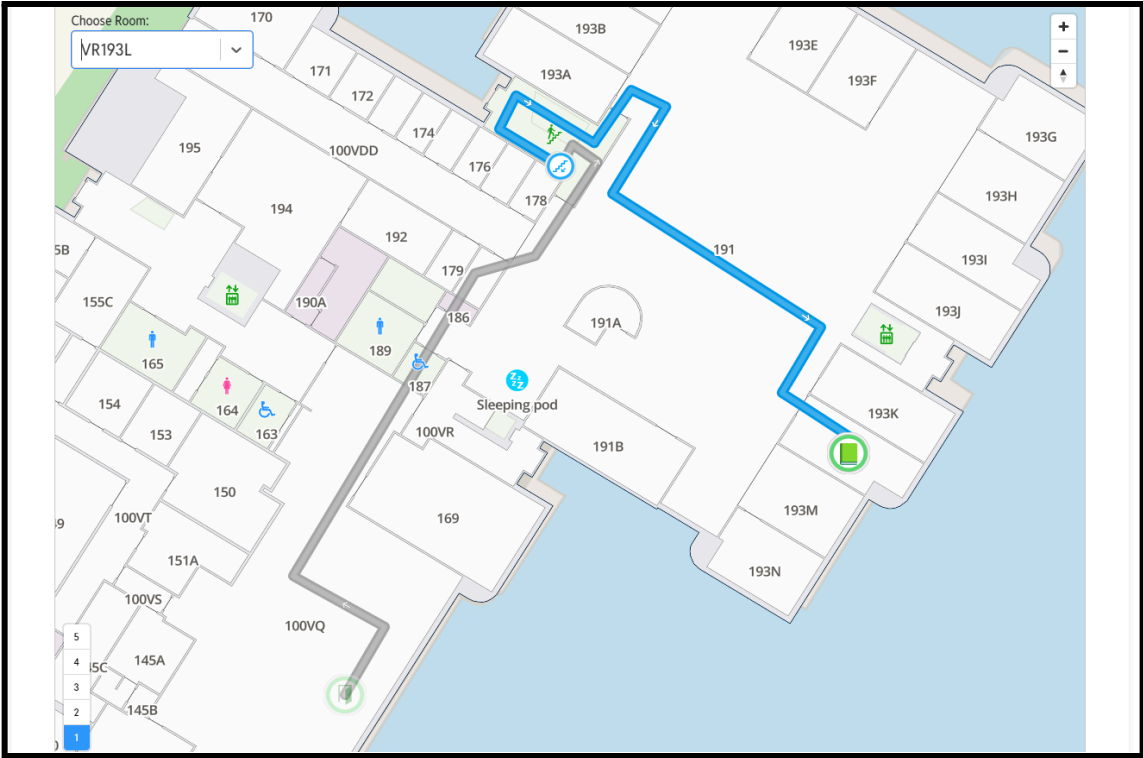 Choose Room:
VR193L
170
193B
193E
171
193A
193F
172
174
193G
195
100VDD
176
178
193H
194
192
191
193I
5B
179
155C
190A
193J
186
191A
165
189
187
Sleeping pod
154
164
163
193K
153
100VR
191B
150
193M
100VT
169
9
151A
193N
100VS
100VQ
145A
5C
145B
5
4
3
2
1
+
−